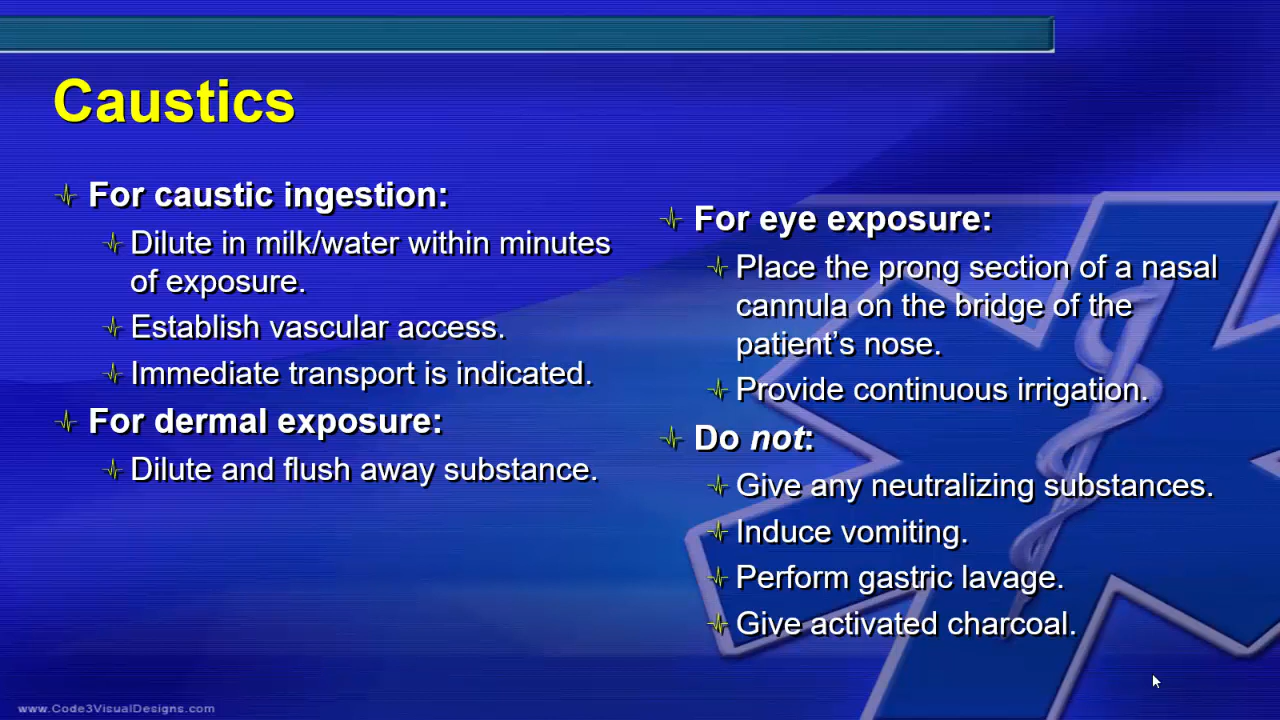 Caustics
For caustic ingestion:
Dilute in milk/water within minutes
of exposure.
Establish vascular access.
Immediate transport is indicated.
For dermal exposure:
Dilute and flush away substance.
For eye exposure:
Place the prong section of a nasal
cannula on the bridge of the
patient’s nose.
Provide continuous irrigation.
Do not:
Give any neutralizing substances.
Induce vomiting.
Perform gastric lavage.
Give activated charcoal.
www.Code3VisualDesigns.com